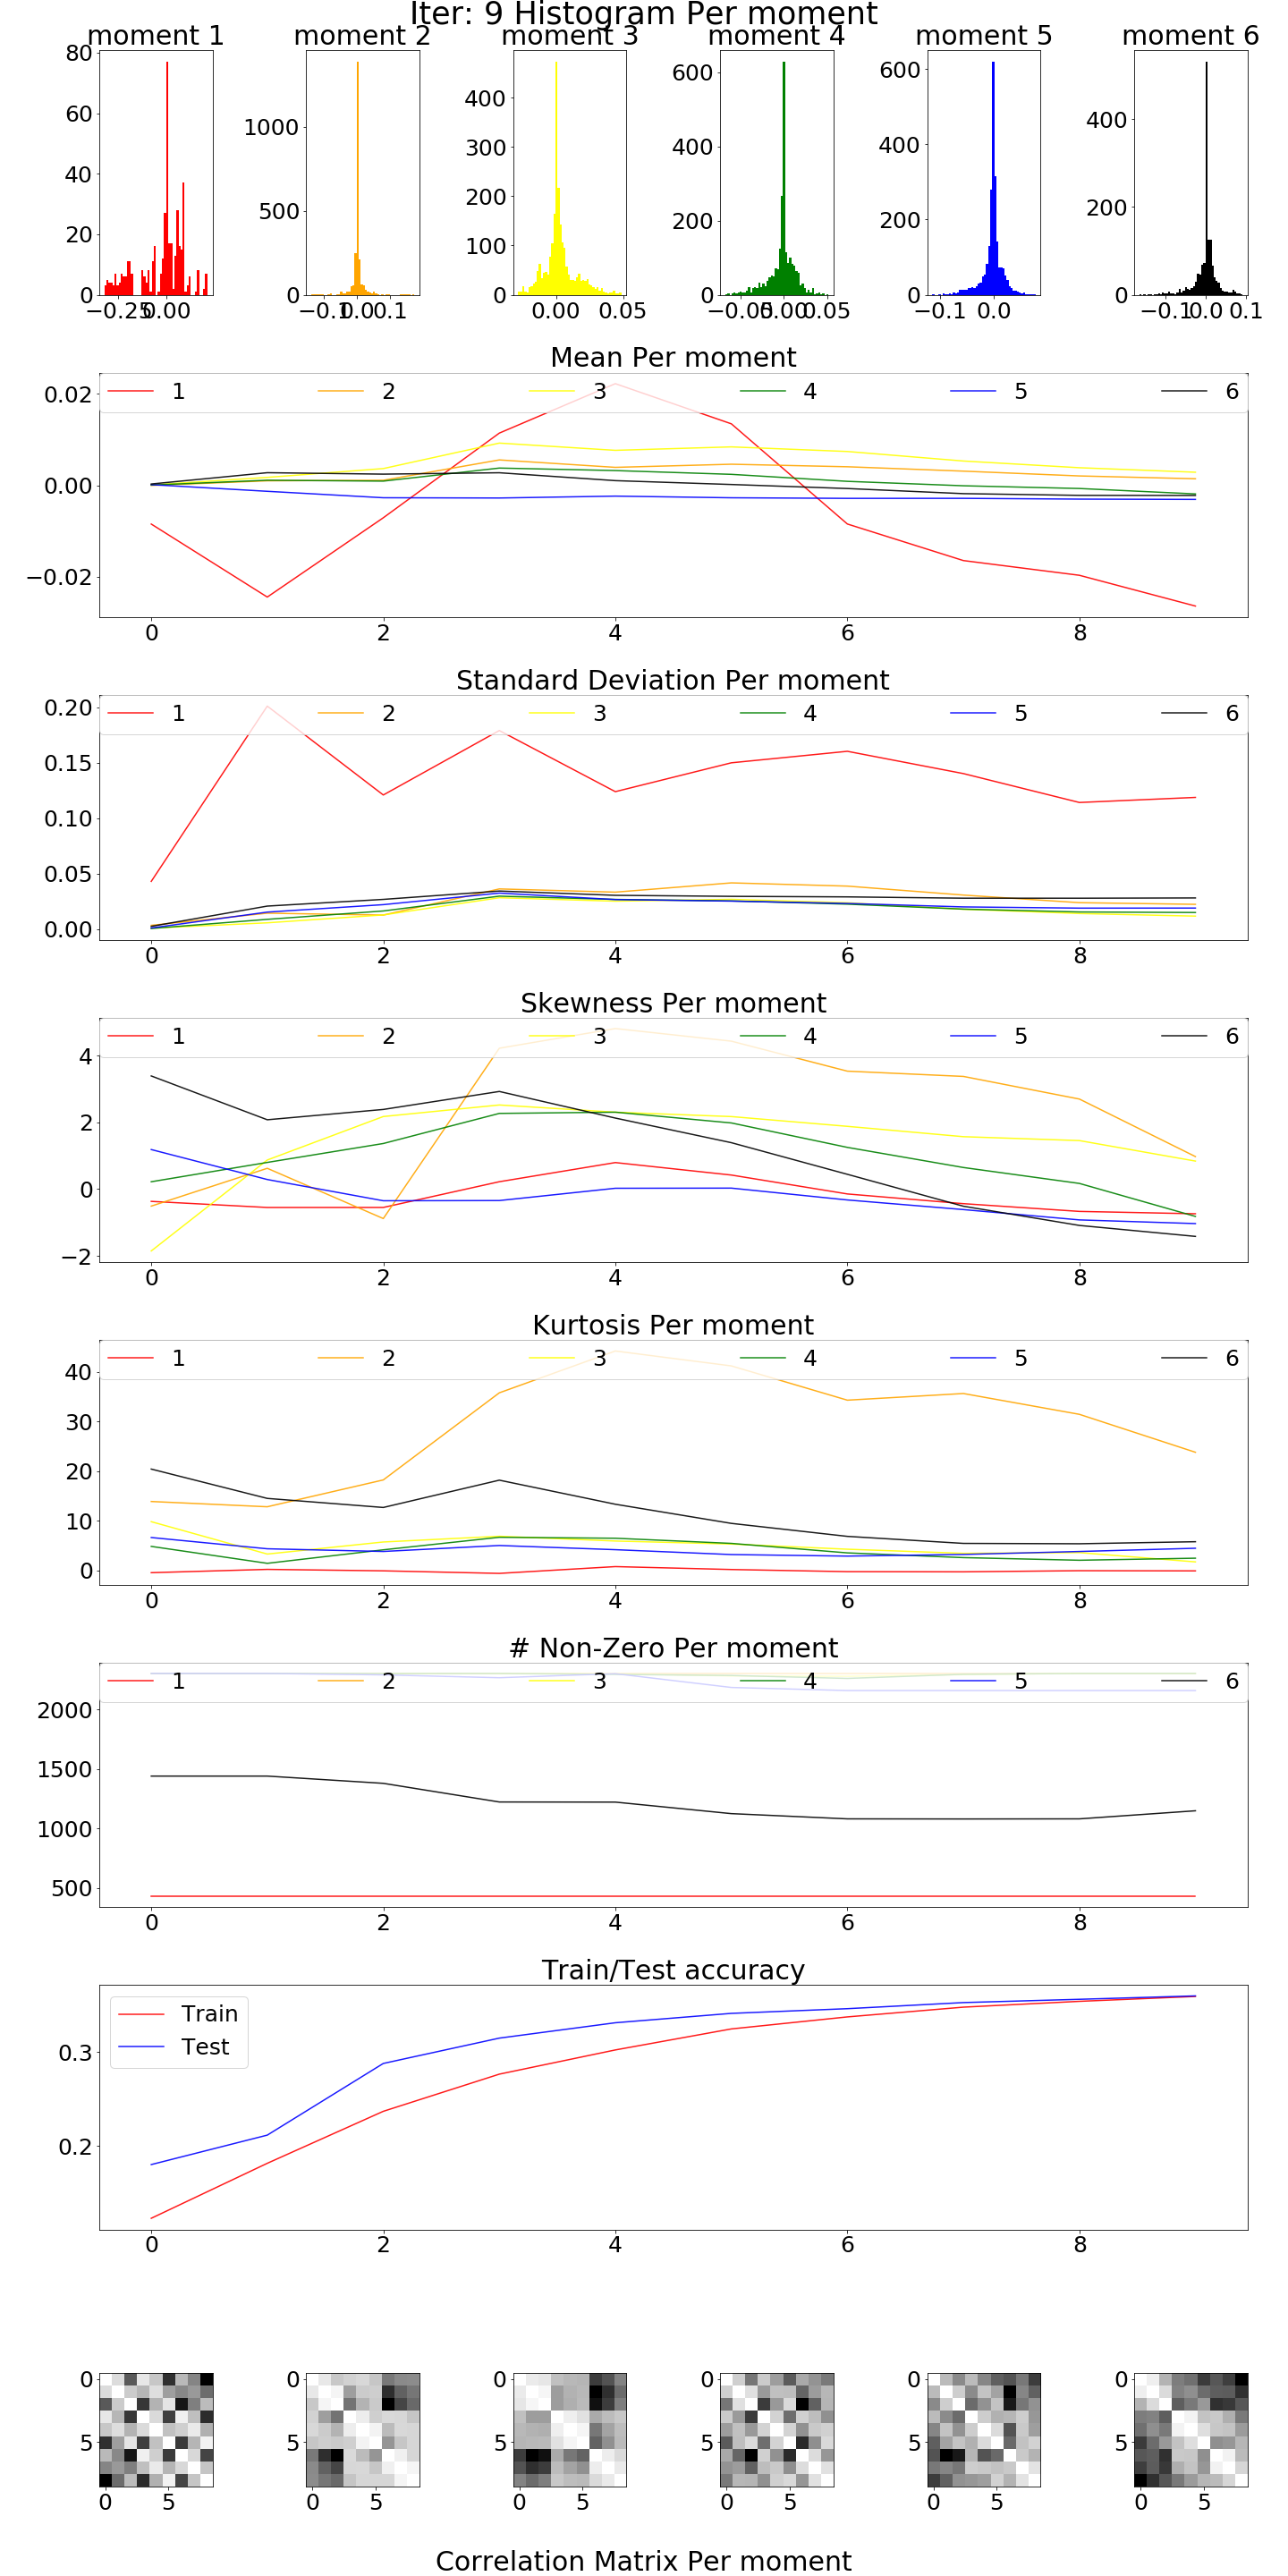 Iter: 9 Histogram Per moment
moment 1 moment 2 moment 3 moment 4 moment 5 moment 6
80 60 40 20 0
1000 500 0
400 300 200 100 0
600 400 200 0
600 400 200 0
400 200 0
−0.25 0.00
−0.1 0.0 0.1
0.00 0.05
−0.05 0.00 0.05
−0.1 0.0
−0.1 0.0 0.1
Mean Per moment
1 2 3 4 5 6
0.02
0.00
−0.02
0 2 4 6 8
Standard Deviation Per moment
1 2 3 4 5 6
0.20
0.15
0.10
0.05
0.00
0 2 4 6 8
Skewness Per moment
1 2 3 4 5 6
4
2
0
−2
0 2 4 6 8
Kurtosis Per moment
1 2 3 4 5 6
40
30
20
10
0
0 2 4 6 8
# Non-Zero Per moment
1 2 3 4 5 6
2000
1500
1000
500
0 2 4 6 8
Train/Test accuracy
Train
Test
0.3
0.2
0 2 4 6 8
0 0 0 0 0 0
5 5 5 5 5 5
0 5 0 5 0 5 0 5 0 5 0 5
Correlation Matrix Per moment